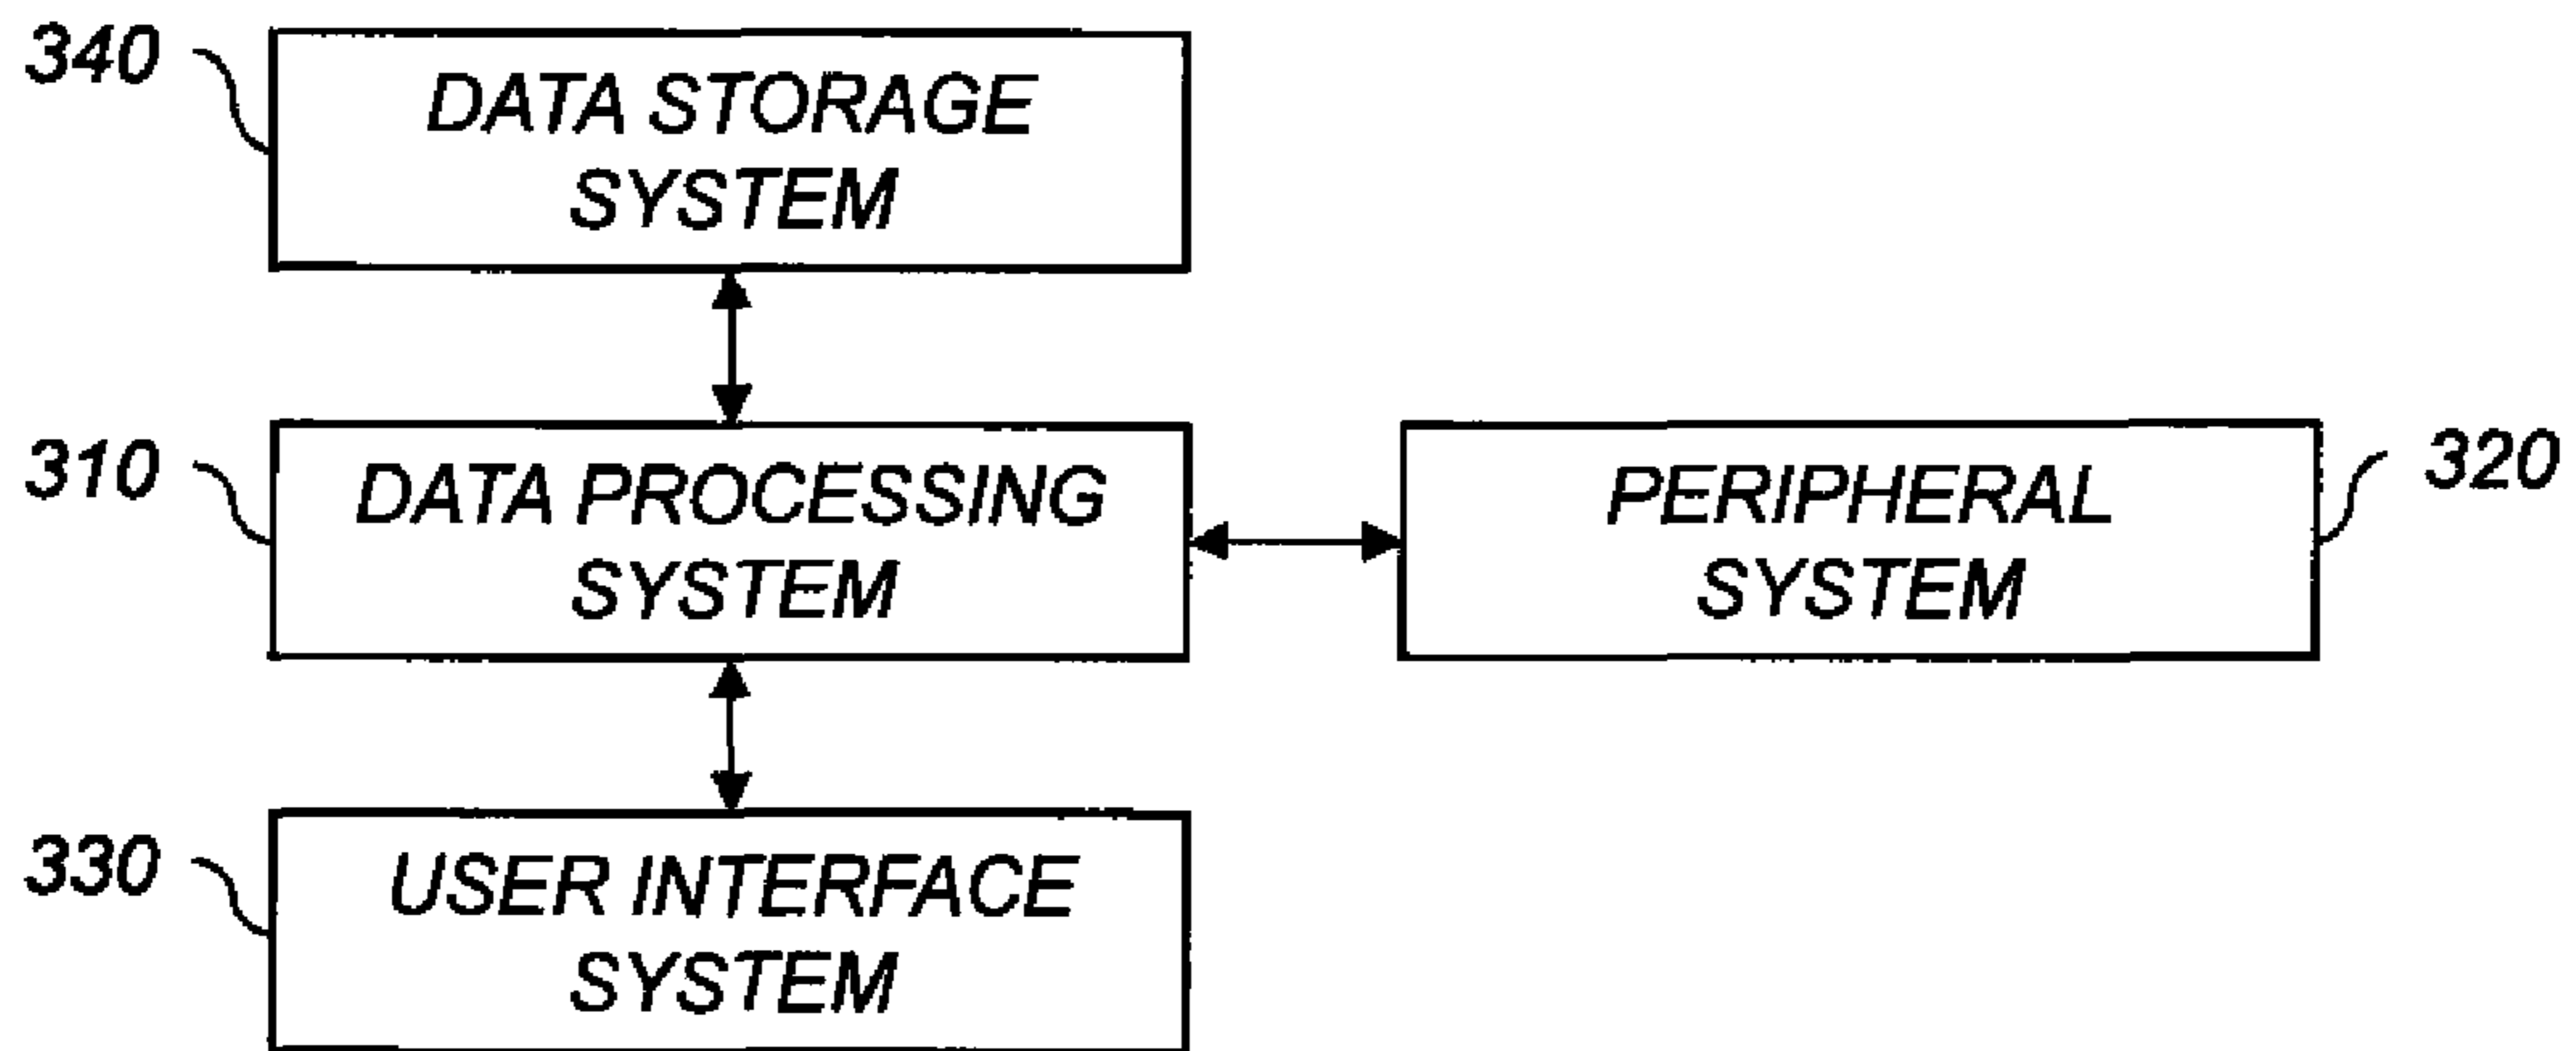 340
DATA STORAGE
SYSTEM
310
DATA PROCESSING
SYSTEM
PERIPHERAL
SYSTEM
320
330
USER INTERFACE
SYSTEM